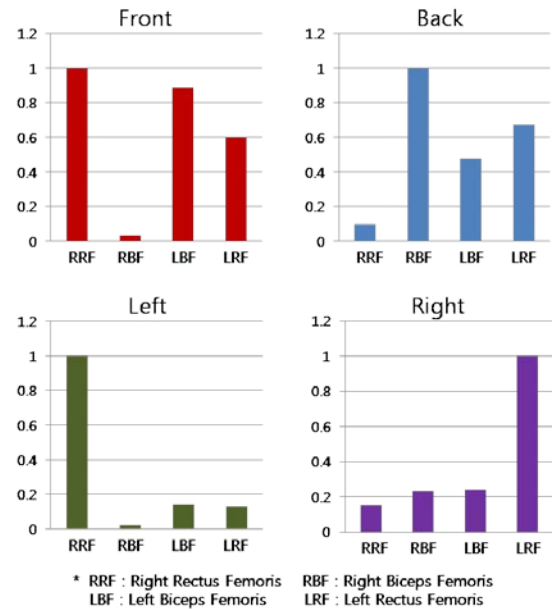 Front
1.2
1
0.8
0.6
0.4
0.2
0
RRF RBF LBF LRF
Back
1.2
1
0.8
0.6
0.4
0.2
0
RRF RBF LBF LRF
Left
1.2
1
0.8
0.6
0.4
0.2
0
RRF RBF LBF LRF
Right
1.2
1
0.8
0.6
0.4
0.2
0
RRF RBF LBF LRF
* RRF : Right Rectus Femoris RBF : Right Biceps Femoris
LBF : Left Biceps Femoris LRF : Left Rectus Femoris